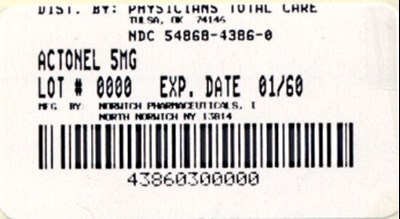 DIST. BY: PHYSICIANS TOTAL CARE
TULSA, OK 74146
NDC 54868-4386-0
ACTONEL 5MG
LOT # 0000 EXP. DATE 01/60
MFG BY: NORWICH PHARMACEUTICALS, I
NORTH NORWICH NY 13814
43860300000